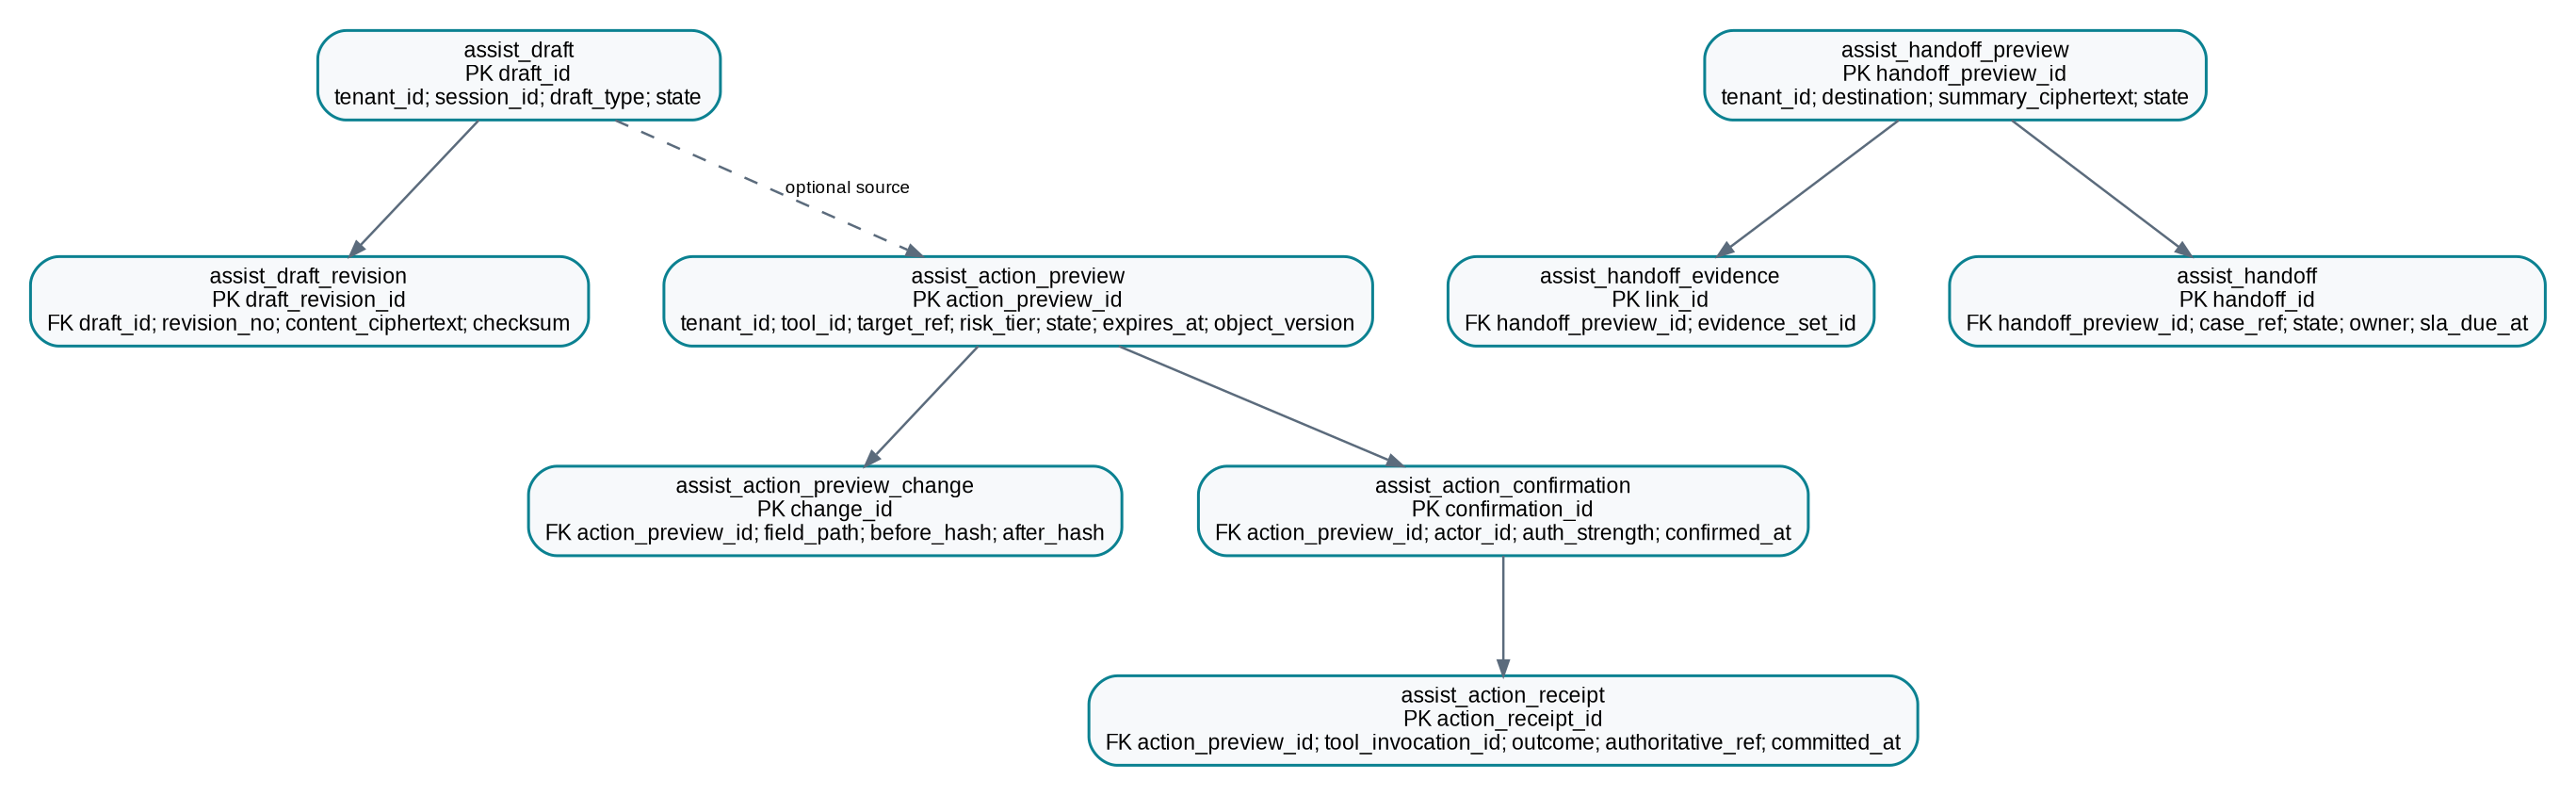 assist_draft
PK draft_id
tenant_id; session_id; draft_type; state
assist_handoff_preview
PK handoff_preview_id
tenant_id; destination; summary_ciphertext; state
optional source
assist_draft_revision
PK draft_revision_id
FK draft_id; revision_no; content_ciphertext; checksum
assist_action_preview
PK action_preview_id
tenant_id; tool_id; target_ref; risk_tier; state; expires_at; object_version
assist_handoff_evidence
PK link_id
FK handoff_preview_id; evidence_set_id
assist_handoff
PK handoff_id
FK handoff_preview_id; case_ref; state; owner; sla_due_at
assist_action_preview_change
PK change_id
FK action_preview_id; field_path; before_hash; after_hash
assist_action_confirmation
PK confirmation_id
FK action_preview_id; actor_id; auth_strength; confirmed_at
assist_action_receipt
PK action_receipt_id
FK action_preview_id; tool_invocation_id; outcome; authoritative_ref; committed_at